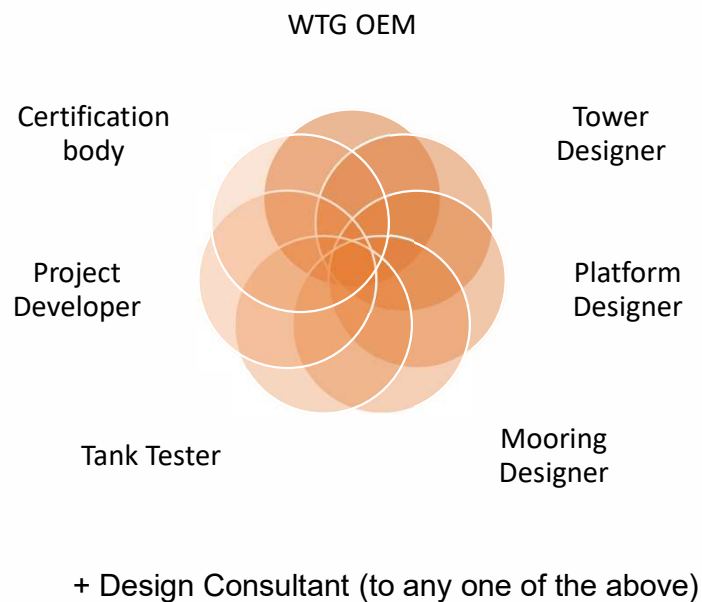 WTG OEM
Certification
body
Tower
Designer
Project
Developer
Platform
Designer
Tank Tester
Mooring
Designer
+ Design Consultant (to any one of the above)